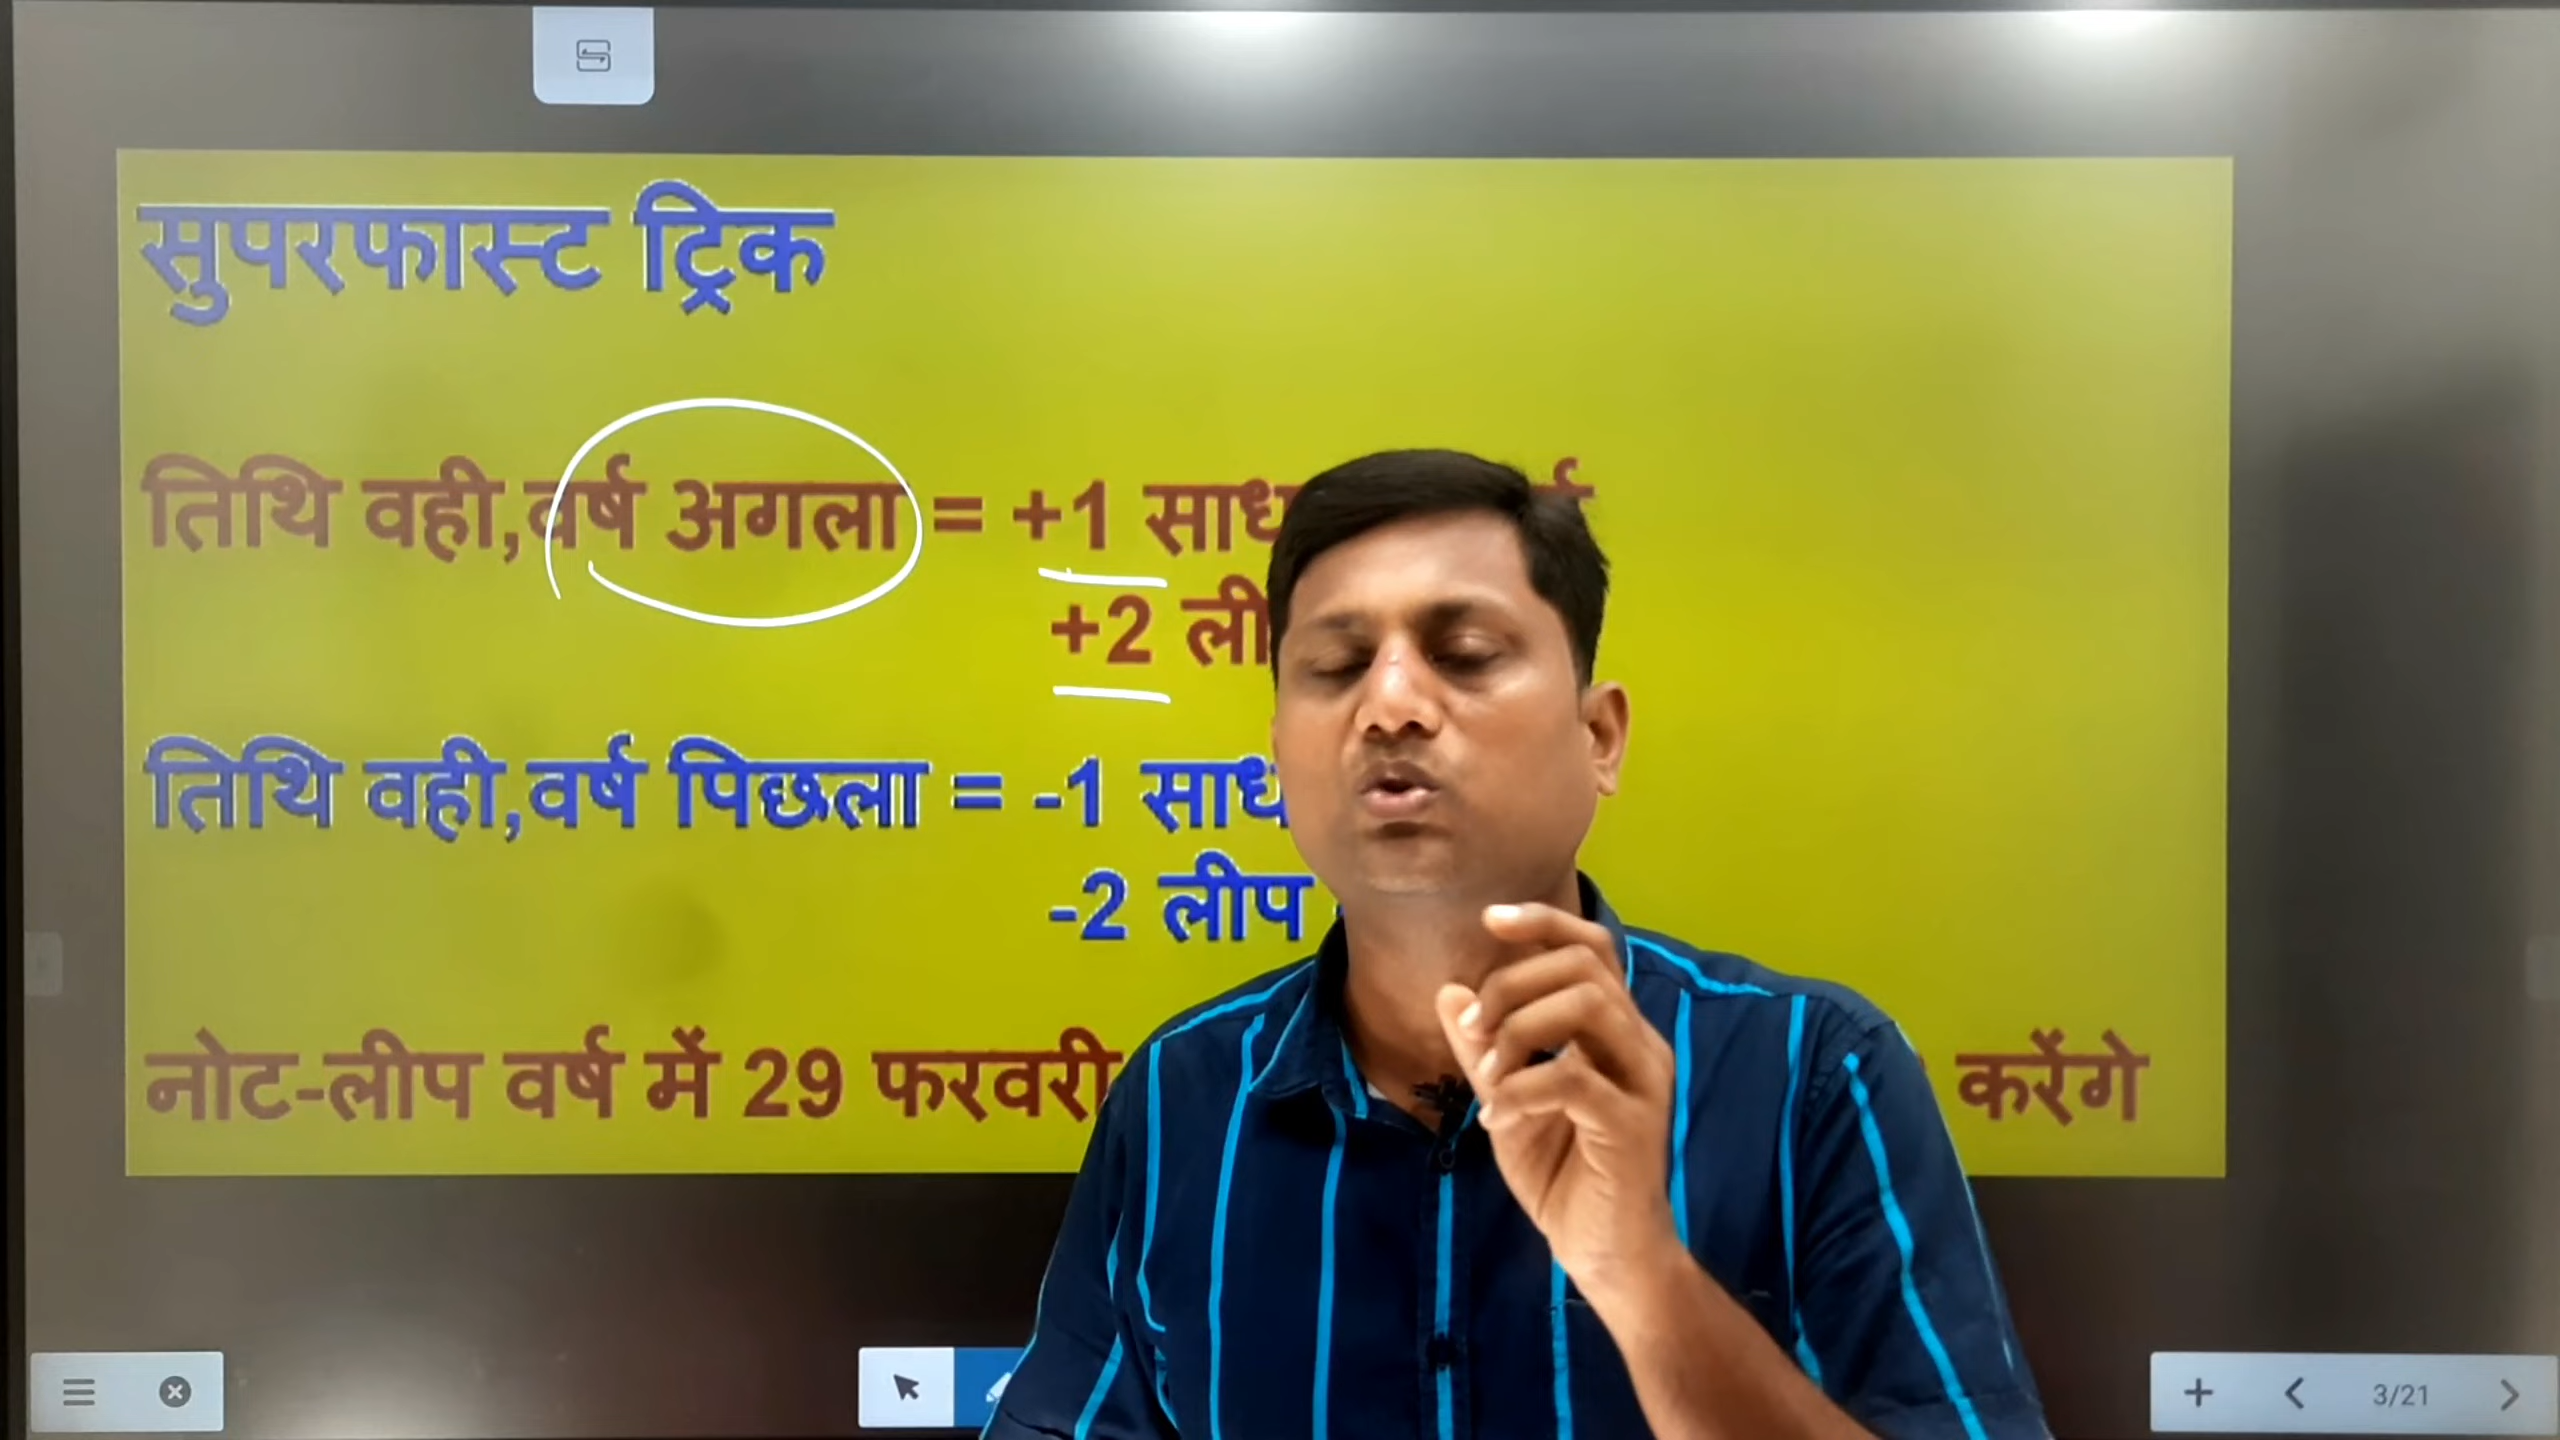 सुपरफास्ट ट्रिक
तिथि वही,वर्ष अगला = +1
+2
तिथि वही,वर्ष पिछला = -1
-2 लीप
नोट-लीप वर्ष में 29 फरवरी करेंगे
3/21